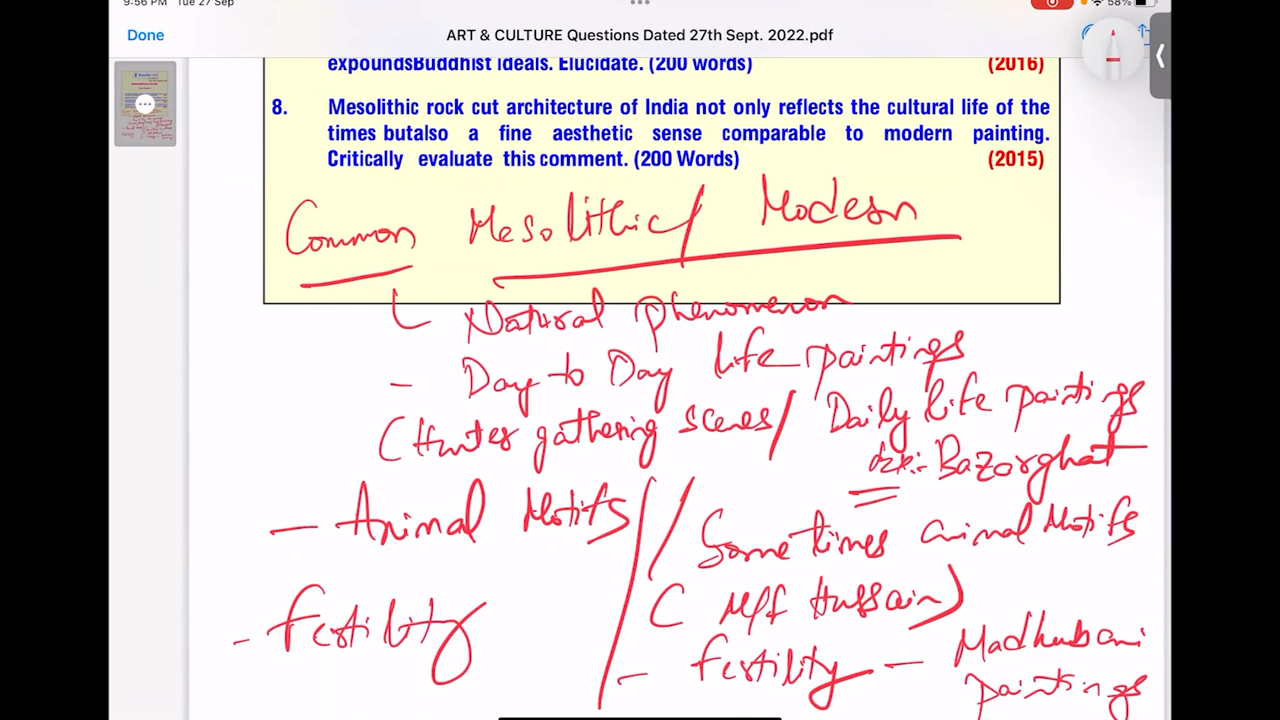 9:56 PM Tue 27 Sep
58%
Done
ART & CULTURE Questions Dated 27th Sept. 2022.pdf
expoundsBuddhist ideals. Elucidate. (200 words) (2016)
8. Mesolithic rock cut architecture of India not only reflects the cultural life of the
times butalso a fine aesthetic sense comparable to modern painting.
Critically evaluate this comment. (200 Words) (2015)
Common Mesolithic / Modern
Natural phenomenon
- Day to Day life paintings
(Hunter gathering scenes / Daily life paintings
Bazarghat
- Animal Motifs // Sometimes animal Motifs
( Mff Hussain)
- Fertility
- Fertility - Madhubani
paintings